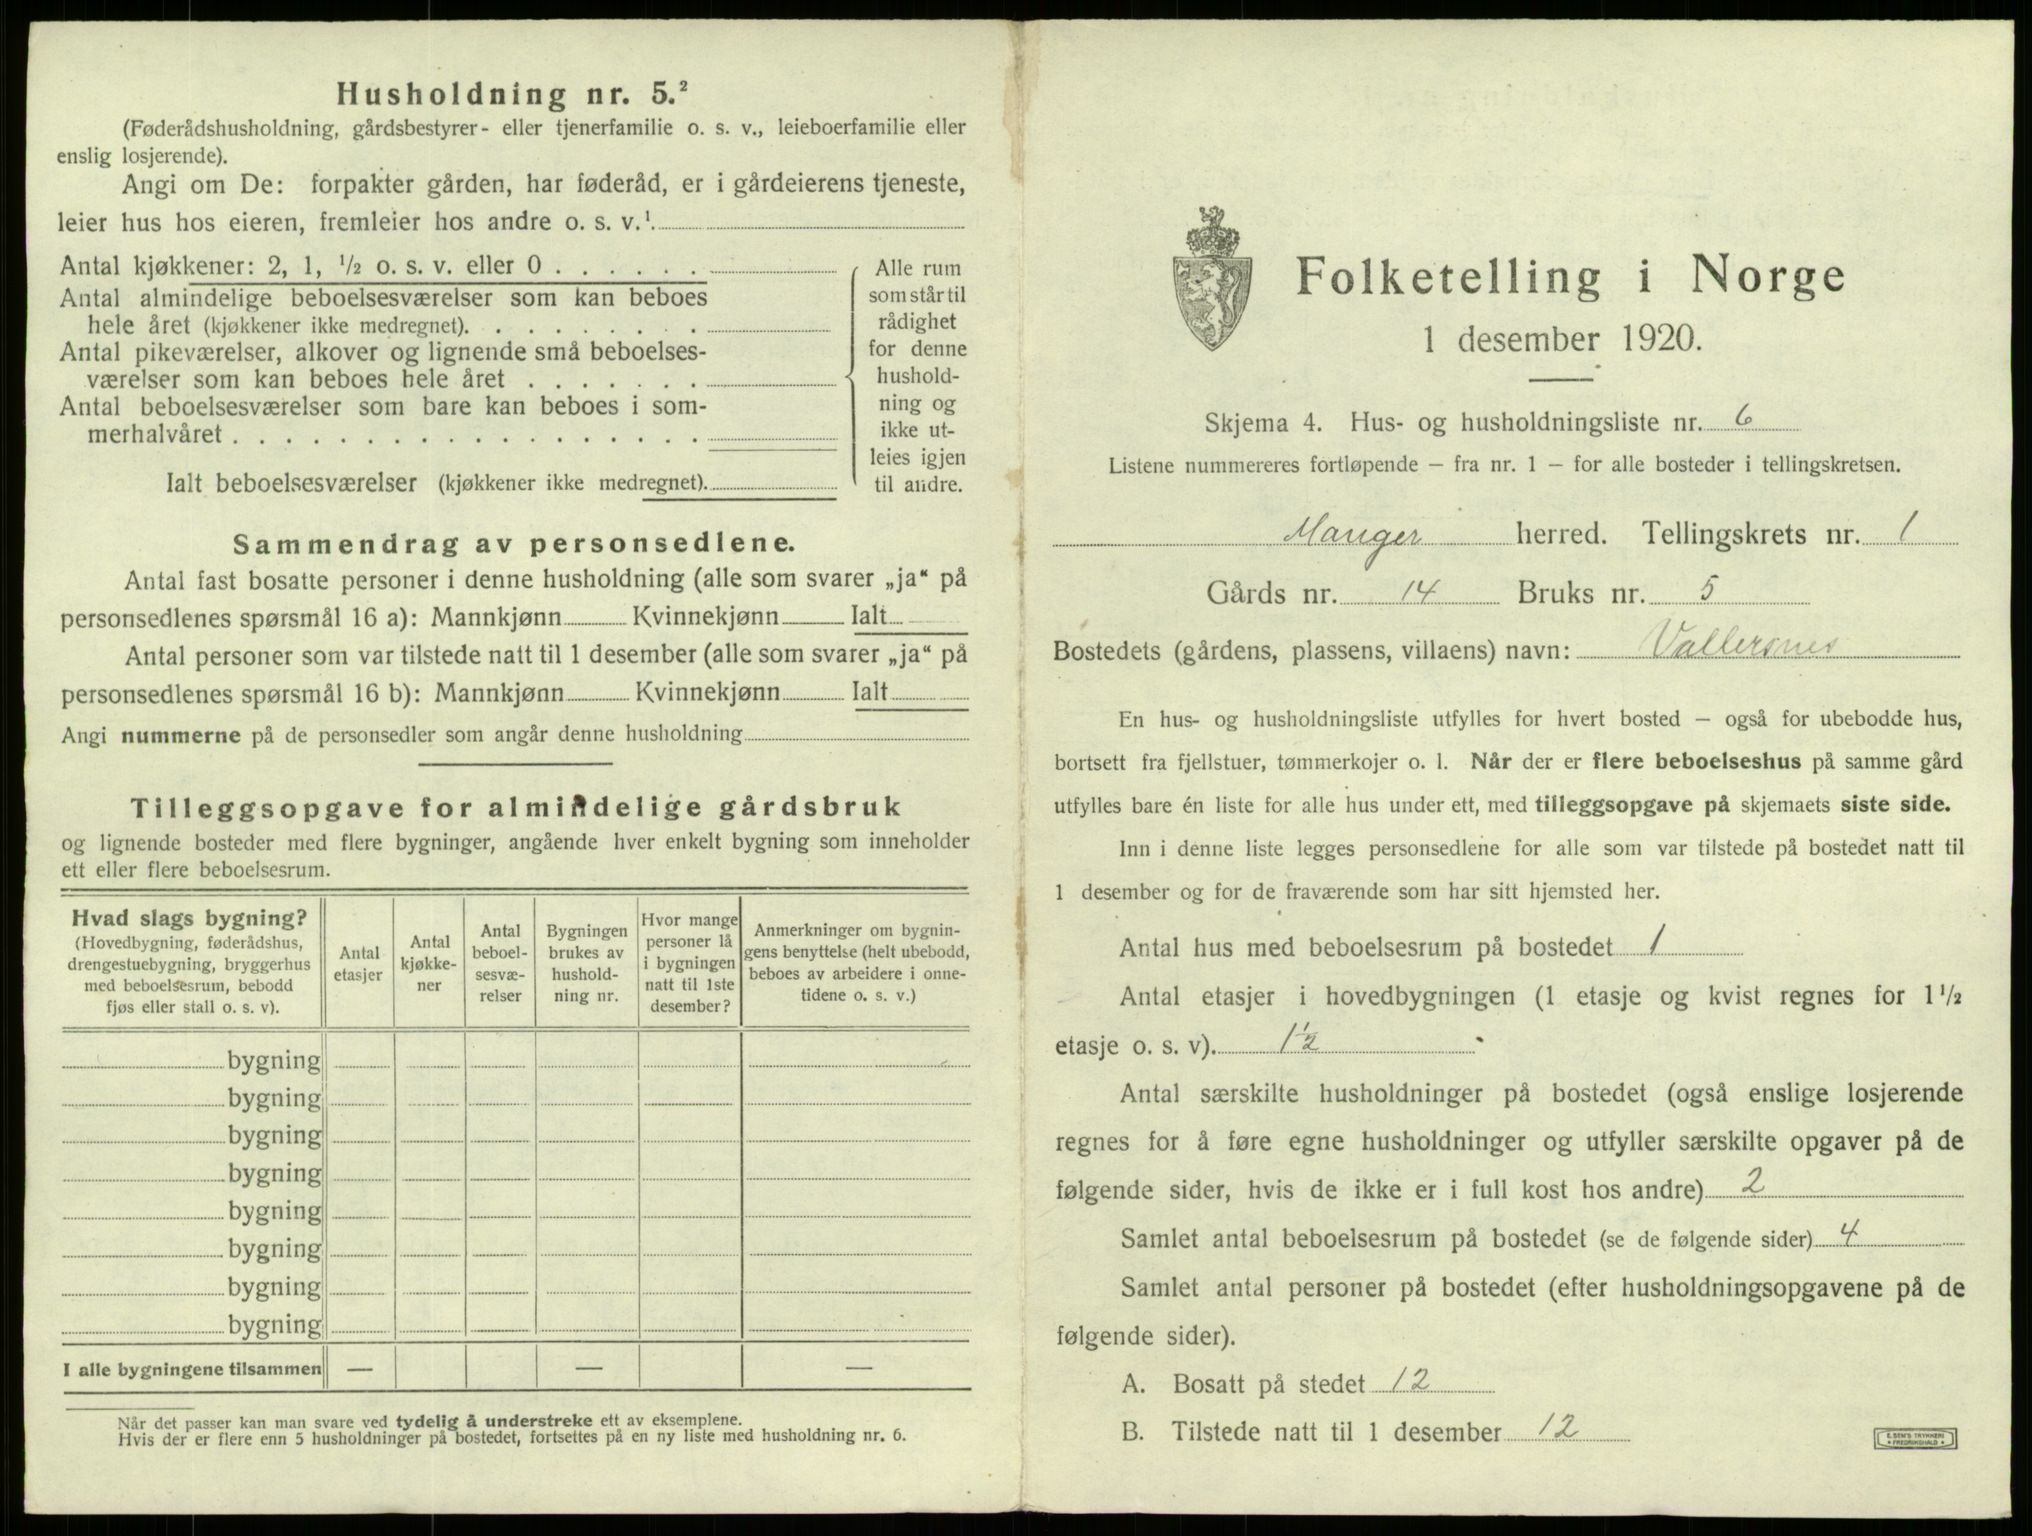 Husholdning nr. 5.²
(Føderådshusholdning, gårdsbestyrer- eller tjenerfamilie o. s. v., leieboerfamilie eller
enslig losjerende).
Angi om De: forpakter gården, har føderåd, er i gårdeierens tjeneste,
leier hus hos eieren, fremleier hos andre o. s. v.¹
Antal kjøkkener: 2, 1, ½ o. s. v. eller 0 . . . . . .
Antal almindelige beboelsesværelser som kan beboes
hele året (kjøkkener ikke medregnet). . . . . . . . .
Antal pikeværelser, alkover og lignende små beboelses-
værelser som kan beboes hele året . . . . . . .
Antal beboelsesværelser som bare kan beboes i som-
merhalvåret . . . . . . . . . . . . . . . . . .
Ialt beboelsesværelser (kjøkkener ikke medregnet).
Alle rum
som står til
rådighet
for denne
hushold-
ning og
ikke ut-
leies igjen
til andre.
Sammendrag av personsedlene.
Antal fast bosatte personer i denne husholdning (alle som svarer „ja“ på
personsedlenes spørsmål 16 a): Mannkjønn Kvinnekjønn Ialt
Antal personer som var tilstede natt til 1 desember (alle som svarer „ja“ på
personsedlenes spørsmål 16 b): Mannkjønn Kvinnekjønn Ialt
Angi nummerne på de personsedler som angår denne husholdning
Tilleggsopgave for almindelige gårdsbruk
og lignende bosteder med flere bygninger, angående hver enkelt bygning som inneholder
ett eller flere beboelsesrum.
Hvad slags bygning?
(Hovedbygning, føderådshus,
drengestuebygning, bryggerhus
med beboelsesrum, bebodd
fjøs eller stall o. s. v).
Antal
etasjer
Antal
kjøkke-
ner
Antal
beboel-
sesvæ-
relser
Bygningen
brukes av
hushold-
ning nr.
Hvor mange
personer lå
i bygningen
natt til 1ste
desember?
Anmerkninger om bygnin-
gens benyttelse (helt ubebodd,
beboes av arbeidere i onne-
tidene o. s. v.)
bygning
bygning
bygning
bygning
bygning
bygning
bygning
bygning
I alle bygningene tilsammen — — —
Når det passer kan man svare ved tydelig å understreke ett av eksemplene.
Hvis der er flere enn 5 husholdninger på bostedet, fortsettes på en ny liste med husholdning nr. 6.
Folketelling i Norge
1 desember 1920.
Skjema 4. Hus- og husholdningsliste nr. 6
Listene nummereres fortløpende – fra nr. 1 – for alle bosteder i tellingskretsen.
Manger herred. Tellingskrets nr. 1
Gårds nr. 14 Bruks nr. 5
Bostedets (gårdens, plassens, villaens) navn: Vallersnes
En hus- og husholdningsliste utfylles for hvert bosted – også for ubebodde hus,
bortsett fra fjellstuer, tømmerkojer o. l. Når der er flere beboelseshus på samme gård
utfylles bare én liste for alle hus under ett, med tilleggsopgave på skjemaets siste side.
Inn i denne liste legges personsedlene for alle som var tilstede på bostedet natt til
1 desember og for de fraværende som har sitt hjemsted her.
Antal hus med beboelsesrum på bostedet 1
Antal etasjer i hovedbygningen (1 etasje og kvist regnes for 1½
etasje o. s. v). 1½
Antal særskilte husholdninger på bostedet (også enslige losjerende
regnes for å føre egne husholdninger og utfyller særskilte opgaver på de
følgende sider, hvis de ikke er i full kost hos andre) 2
Samlet antal beboelsesrum på bostedet (se de følgende sider) 4
Samlet antal personer på bostedet (efter husholdningsopgavene på de
følgende sider).
A. Bosatt på stedet 12
B. Tilstede natt til 1 desember 12
E. SEM'S TRYKKERI
• FREDRIKSHALD •